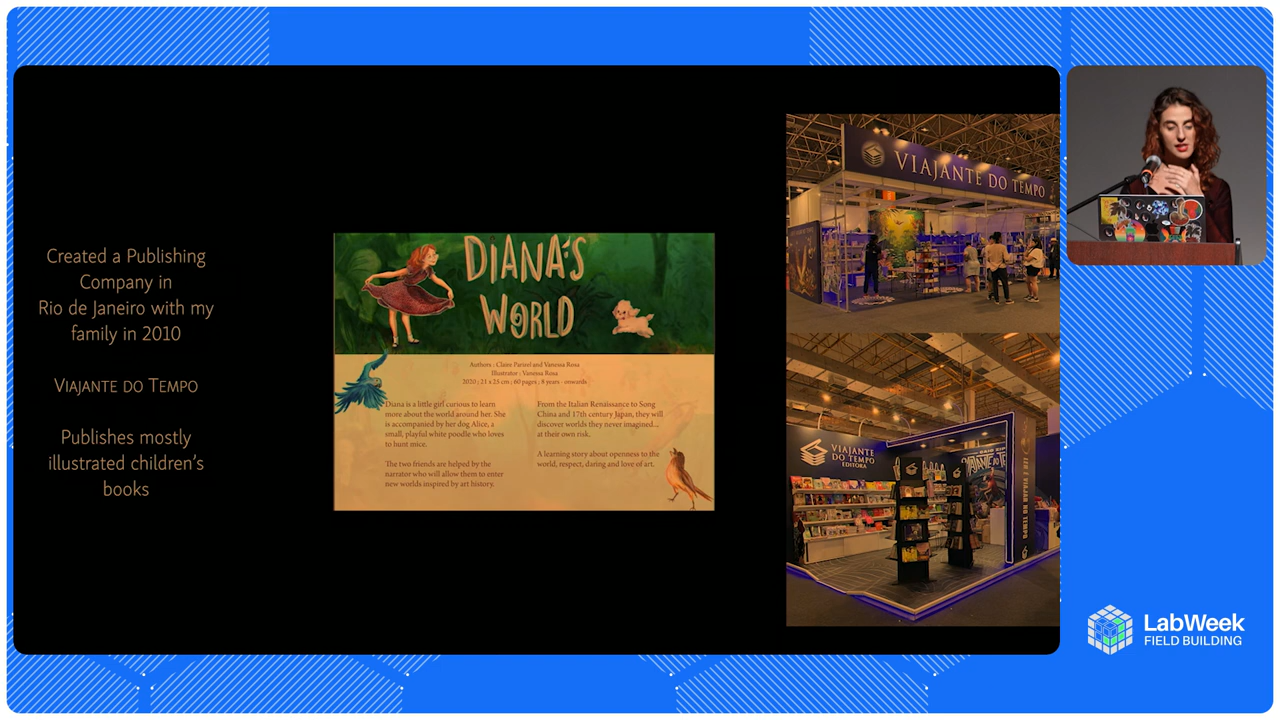 Created a Publishing
Company in
Rio de Janeiro with my
family in 2010
VIAJANTE DO TEMPO
Publishes mostly
illustrated children's
books
DIANA'S
WORLD
Authors : Claire Parizel and Vanessa Rosa
Illustrator : Vanessa Rosa
2020 ; 21 x 25 cm ; 60 pages ; 8 years - onwards
Diana is a little girl curious to learn
more about the world around her. She
is accompanied by her dog Alice, a
small, playful white poodle who loves
to hunt mice.
The two friends are helped by the
narrator who will allow them to enter
new worlds inspired by art history.
From the Italian Renaissance to Song
China and 17th century Japan, they will
discover worlds they never imagined...
at their own risk.
A learning story about openness to the
world, respect, daring and love of art.
VIAJANTE DO TEMPO
VIAJANTE
DO TEMPO
EDITORA
LER É VIAJAR NO TEMPO
LabWeek
FIELD BUILDING